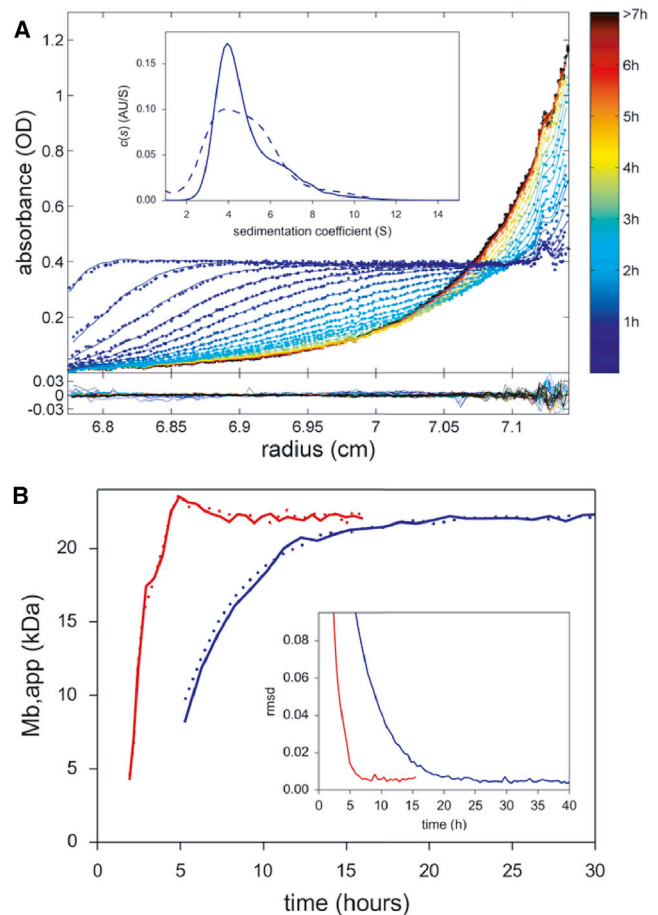 A
absorbance (OD)
1.2
1
0.8
0.6
0.4
0.2
c(s) (AU/S)
0.15
0.10
0.05
0.00
2 4 6 8 10 12 14
sedimentation coefficient (S)
>7h
6h
5h
4h
3h
2h
1h
0.03
0
-0.03
6.8 6.85 6.9 6.95 7 7.05 7.1
radius (cm)
B
Mb,app (kDa)
20
15
10
5
0
rmsd
0.08
0.06
0.04
0.02
0.00
0 5 10 15 20 25 30 35 40
time (h)
0 5 10 15 20 25 30
time (hours)